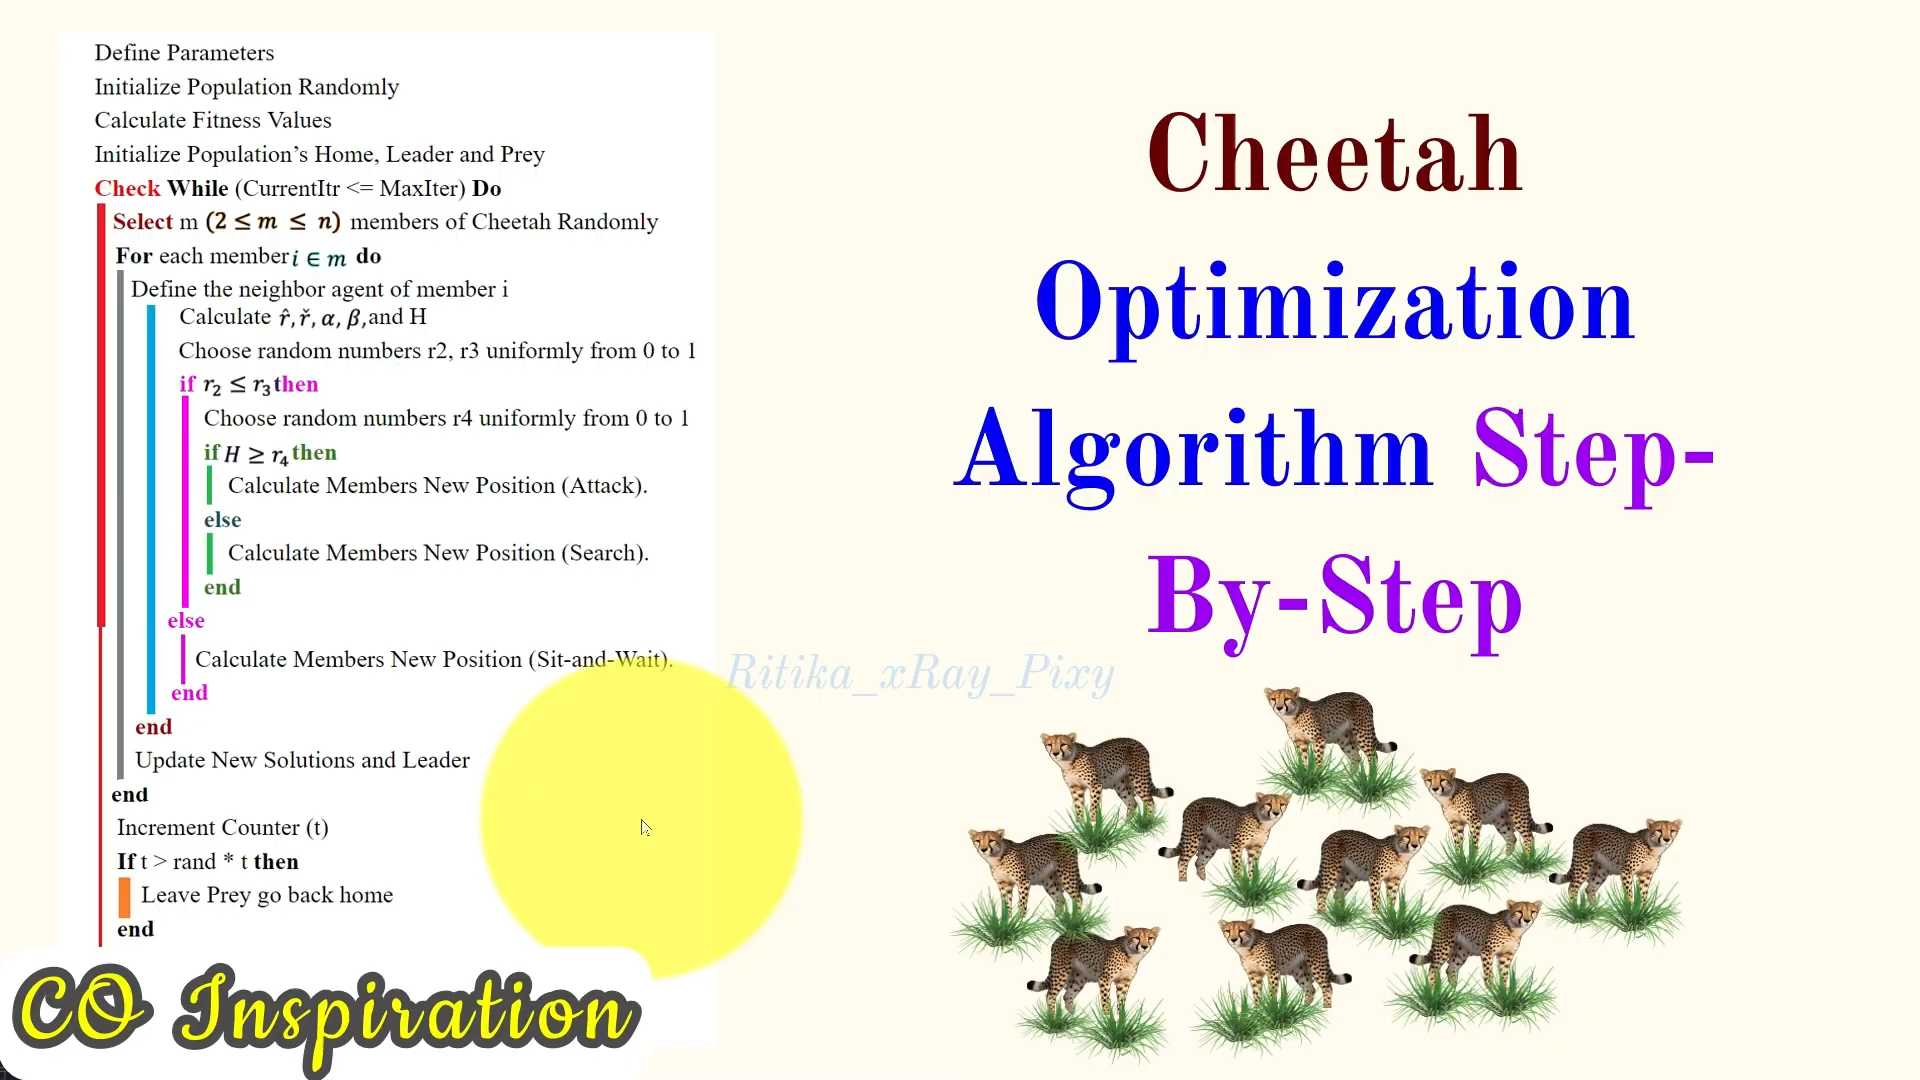 Define Parameters
Initialize Population Randomly
Calculate Fitness Values
Initialize Population’s Home, Leader and Prey
Check While (CurrentItr <= MaxIter) Do
Select m (2 ≤ m ≤ n) members of Cheetah Randomly
For each member i ∈ m do
Define the neighbor agent of member i
Calculate r̂, ř, α, β, and H
Choose random numbers r2, r3 uniformly from 0 to 1
if r₂ ≤ r₃ then
Choose random numbers r4 uniformly from 0 to 1
if H ≥ r₄ then
Calculate Members New Position (Attack).
else
Calculate Members New Position (Search).
end
else
Calculate Members New Position (Sit-and-Wait).
end
end
Update New Solutions and Leader
end
Increment Counter (t)
If t > rand * t then
Leave Prey go back home
end
CO Inspiration
Cheetah
Optimization
Algorithm Step-
By-Step
Ritika_xRay_Pixy